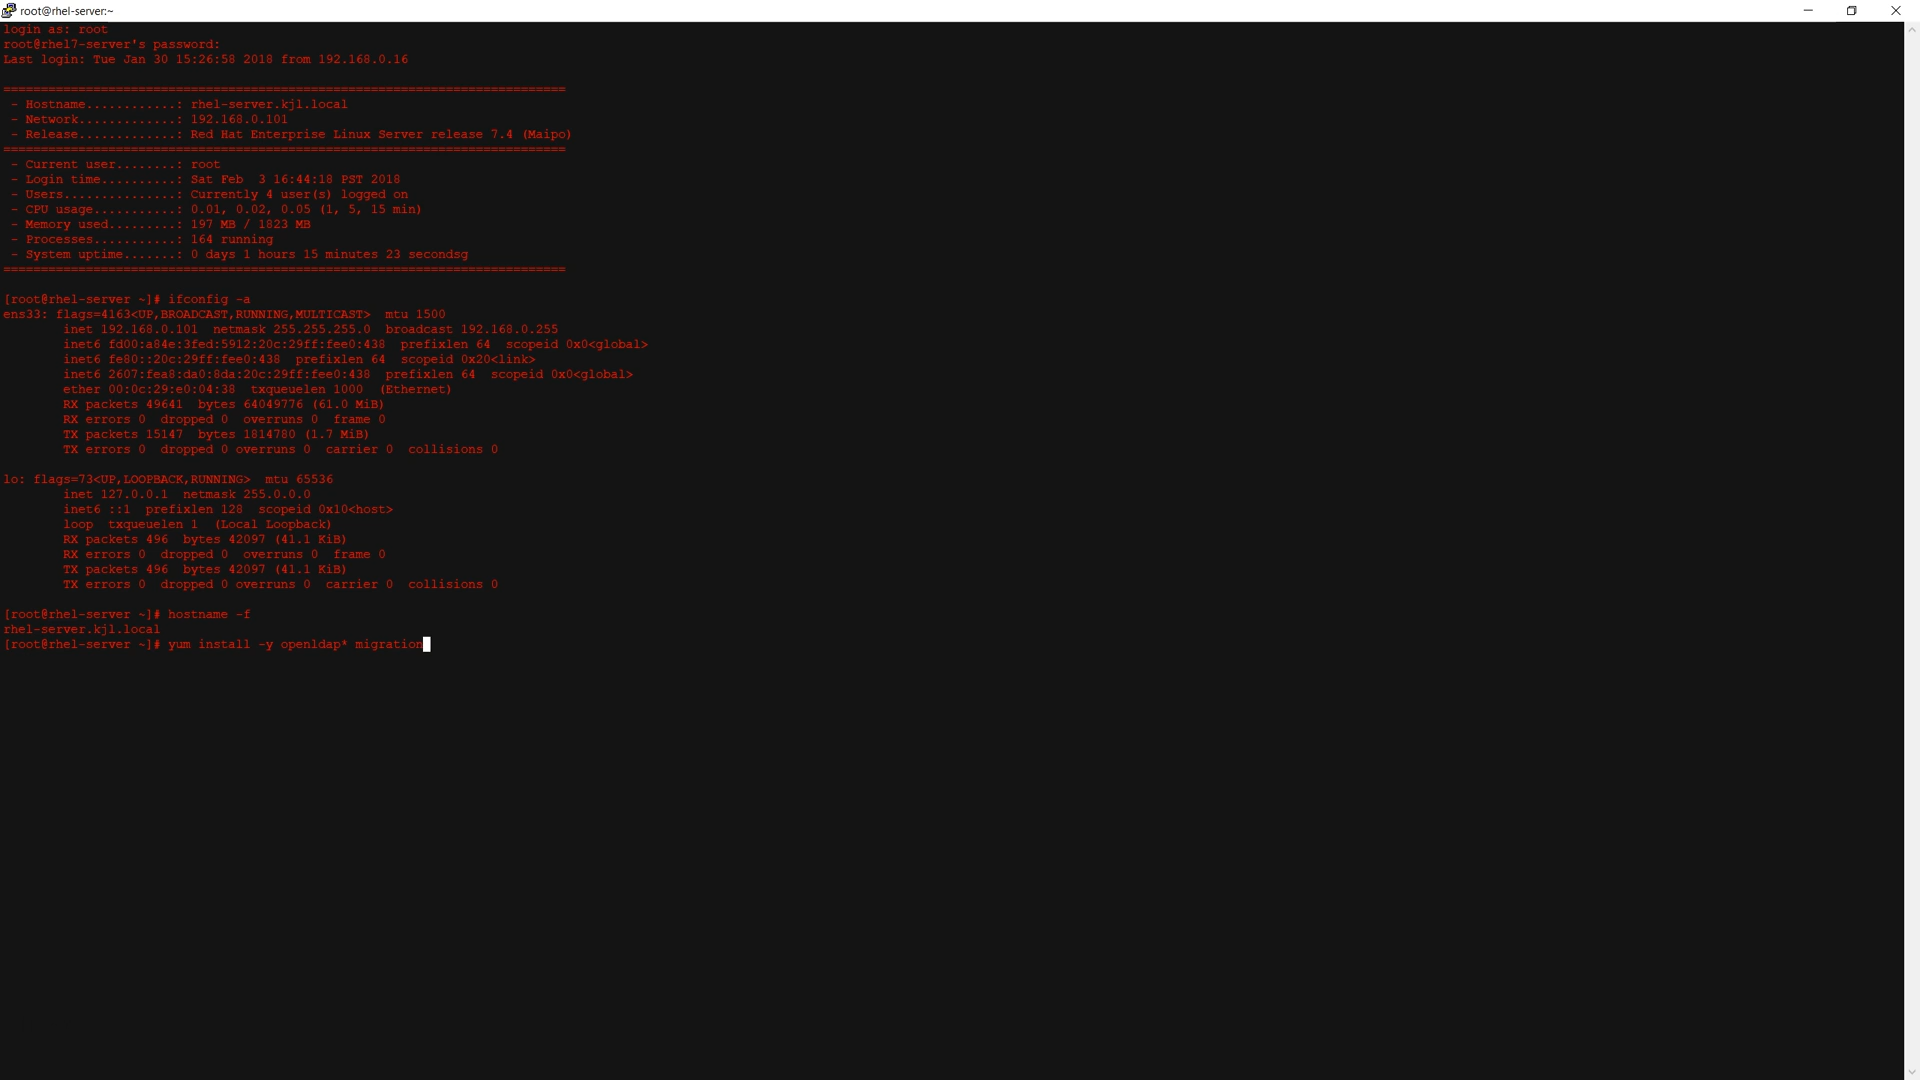 root@rhel-server:~
login as: root
root@rhel7-server's password:
Last login: Tue Jan 30 15:26:58 2018 from 192.168.0.16
===========================================================================
- Hostname............: rhel-server.kjl.local
- Network.............: 192.168.0.101
- Release.............: Red Hat Enterprise Linux Server release 7.4 (Maipo)
===========================================================================
- Current user........: root
- Login time..........: Sat Feb  3 16:44:18 PST 2018
- Users...............: Currently 4 user(s) logged on
- CPU usage...........: 0.01, 0.02, 0.05 (1, 5, 15 min)
- Memory used.........: 197 MB / 1823 MB
- Processes...........: 164 running
- System uptime.......: 0 days 1 hours 15 minutes 23 secondsg
===========================================================================
[root@rhel-server ~]# ifconfig -a
ens33: flags=4163<UP,BROADCAST,RUNNING,MULTICAST>  mtu 1500
inet 192.168.0.101  netmask 255.255.255.0  broadcast 192.168.0.255
inet6 fd00:a84e:3fed:5912:20c:29ff:fee0:438  prefixlen 64  scopeid 0x0<global>
inet6 fe80::20c:29ff:fee0:438  prefixlen 64  scopeid 0x20<link>
inet6 2607:fea8:da0:8da:20c:29ff:fee0:438  prefixlen 64  scopeid 0x0<global>
ether 00:0c:29:e0:04:38  txqueuelen 1000  (Ethernet)
RX packets 49641  bytes 64049776 (61.0 MiB)
RX errors 0  dropped 0  overruns 0  frame 0
TX packets 15147  bytes 1814780 (1.7 MiB)
TX errors 0  dropped 0 overruns 0  carrier 0  collisions 0
lo: flags=73<UP,LOOPBACK,RUNNING>  mtu 65536
inet 127.0.0.1  netmask 255.0.0.0
inet6 ::1  prefixlen 128  scopeid 0x10<host>
loop  txqueuelen 1  (Local Loopback)
RX packets 496  bytes 42097 (41.1 KiB)
RX errors 0  dropped 0  overruns 0  frame 0
TX packets 496  bytes 42097 (41.1 KiB)
TX errors 0  dropped 0 overruns 0  carrier 0  collisions 0
[root@rhel-server ~]# hostname -f
rhel-server.kjl.local
[root@rhel-server ~]# yum install -y openldap* migration